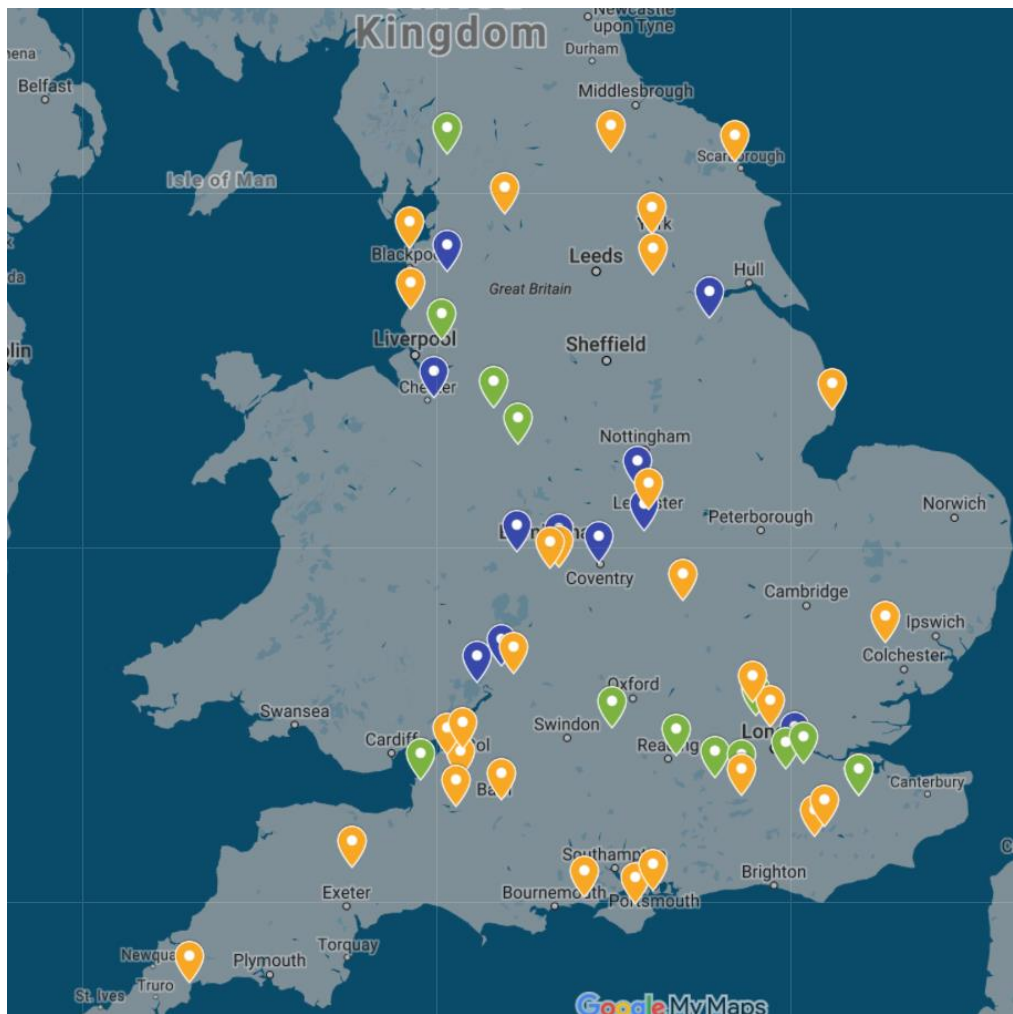 Kingdom
Newcastle
upon Tyne
Durham
Belfast
Middlesbrough
Scarborough
Isle of Man
York
Blackpool
Leeds
Hull
Great Britain
Liverpool
Sheffield
Chester
Nottingham
Norwich
Leicester
Peterborough
Birmingham
Coventry
Cambridge
Ipswich
Colchester
Oxford
Swansea
Swindon
Cardiff
Reading
Bath
Canterbury
Southampton
Brighton
Exeter
Bournemouth
Portsmouth
Torquay
Newquay
Plymouth
Truro
St. Ives
Google My Maps